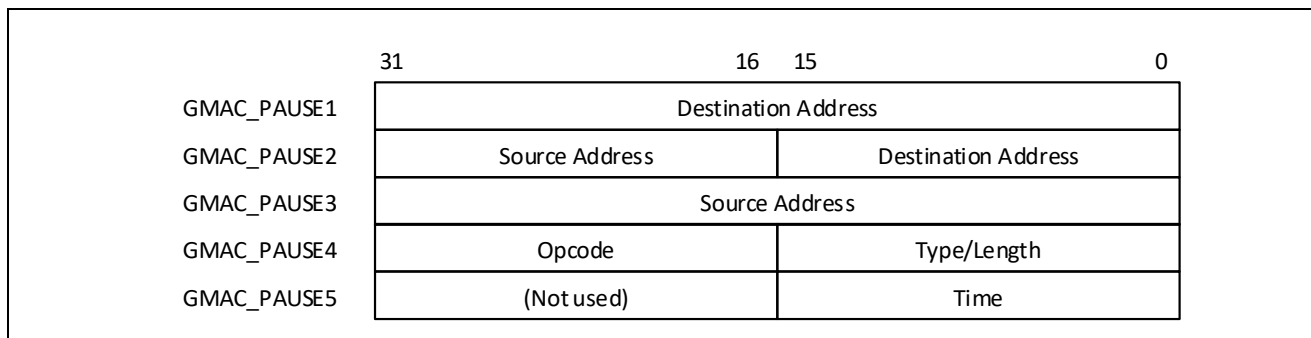 31 16 15 0
GMAC_PAUSE1 Destination Address
GMAC_PAUSE2 Source Address Destination Address
GMAC_PAUSE3 Source Address
GMAC_PAUSE4 Opcode Type/Length
GMAC_PAUSE5 (Not used) Time